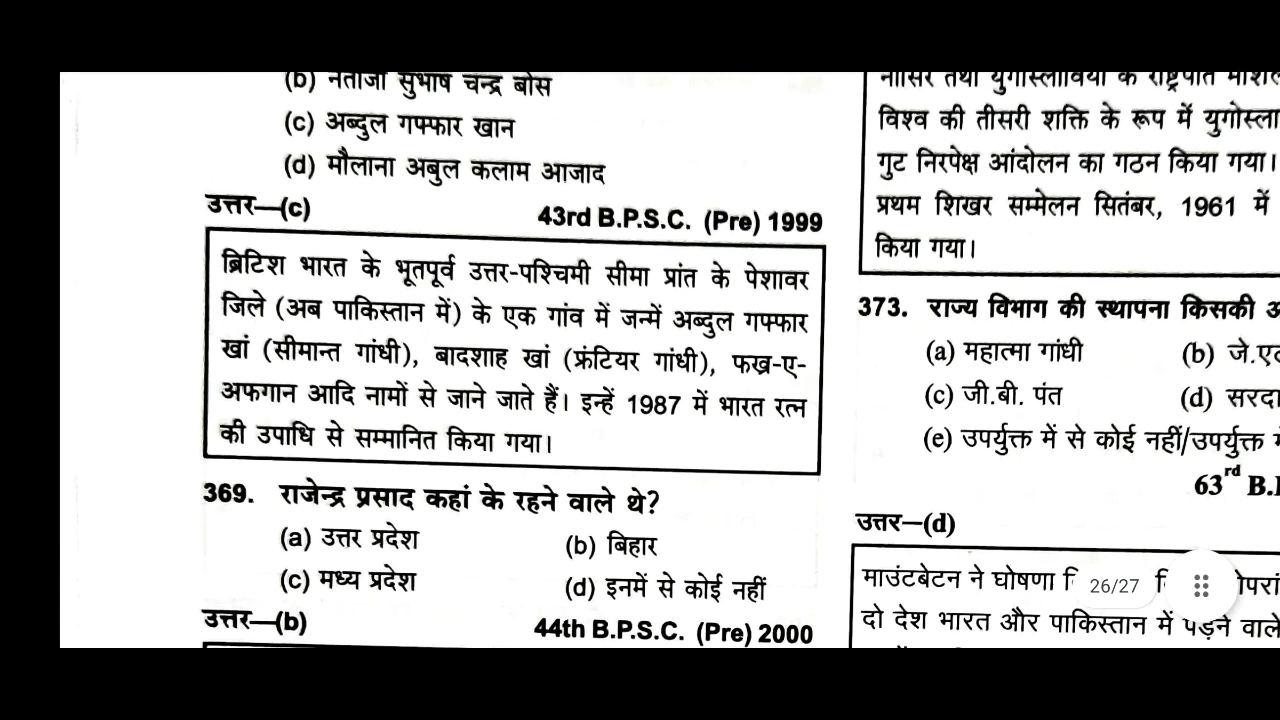 (b) नेताजी सुभाष चन्द्र बोस
(c) अब्दुल गफ्फार खान
(d) मौलाना अबुल कलाम आजाद
उत्तर—(c) 43rd B.P.S.C. (Pre) 1999
ब्रिटिश भारत के भूतपूर्व उत्तर-पश्चिमी सीमा प्रांत के पेशावर
जिले (अब पाकिस्तान में) के एक गांव में जन्में अब्दुल गफ्फार
खां (सीमान्त गांधी), बादशाह खां (फ्रंटियर गांधी), फख्र-ए-
अफगान आदि नामों से जाने जाते हैं। इन्हें 1987 में भारत रत्न
की उपाधि से सम्मानित किया गया।
369. राजेन्द्र प्रसाद कहां के रहने वाले थे?
(a) उत्तर प्रदेश (b) बिहार
(c) मध्य प्रदेश (d) इनमें से कोई नहीं
उत्तर—(b) 44th B.P.S.C. (Pre) 2000
नासिर तथा युगोस्लाविया के राष्ट्रपति
विश्व की तीसरी शक्ति के रूप में युगोस्ला
गुट निरपेक्ष आंदोलन का गठन किया गया।
प्रथम शिखर सम्मेलन सितंबर, 1961 में
किया गया।
373. राज्य विभाग की स्थापना किसकी
(a) महात्मा गांधी (b) जे.
(c) जी.बी. पंत (d) सरदा
(e) उपर्युक्त में से कोई नहीं/उपर्युक्त
63rd B.
उत्तर—(d)
माउंटबेटन ने घोषणा 26/27
दो देश भारत और पाकिस्तान में पड़ने वाले